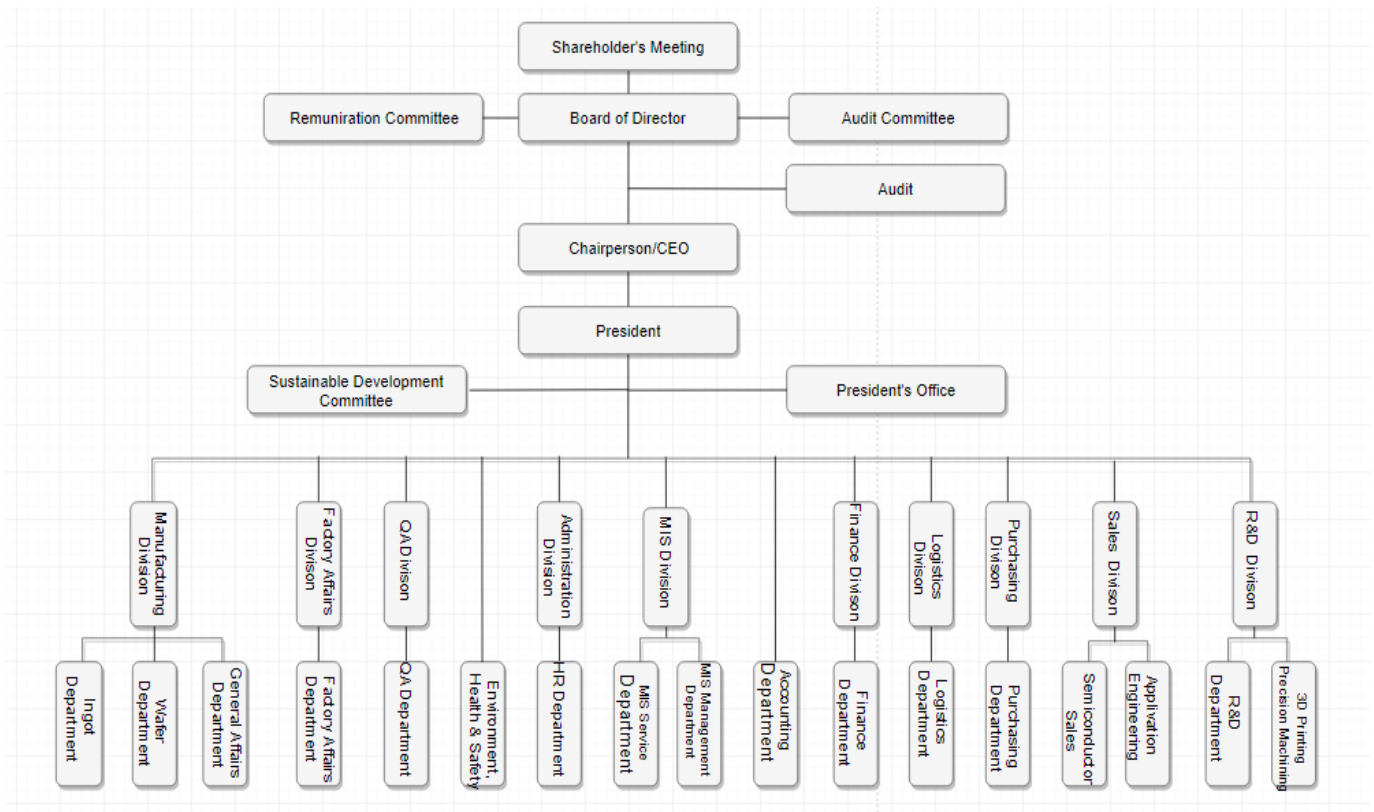 Shareholder's Meeting
Remuniration Committee
Board of Director
Audit Committee
Audit
Chairperson/CEO
President
Sustainable Development
Committee
President's Office
Manufacturing
Division
Factory Affairs
Divison
QA Divison
Administration
Division
MIS Division
Finance Divison
Logistics
Divison
Purchasing
Divison
Sales Divison
R&D Divison
Ingot
Department
Wafer
Department
General Affairs
Department
Factory Affairs
Department
QA Department
Environment,
Health & Safety
HR Department
MIS Service
Department
MIS Management
Department
Accounting
Department
Finance
Department
Logistics
Department
Purchasing
Department
Semiconductor
Sales
Applivation
Engineering
R&D
Department
3D Printing
Precision Machining